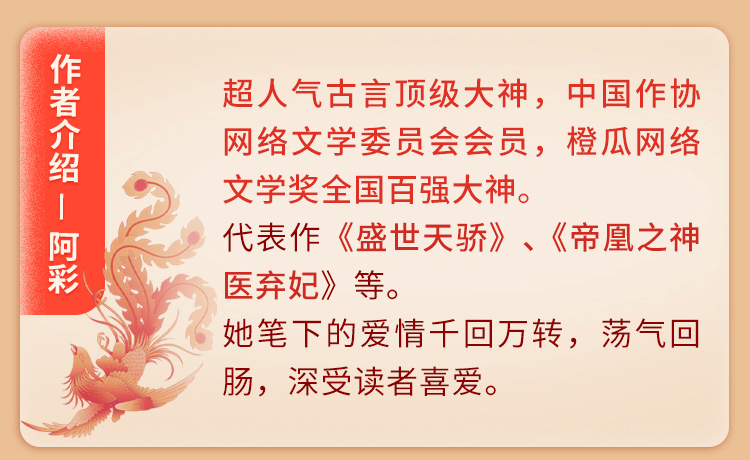 作者介绍—阿彩
超人气古言顶级大神，中国作协
网络文学委员会会员，橙瓜网络
文学奖全国百强大神。
代表作《盛世天骄》、《帝凰之神
医弃妃》等。
她笔下的爱情千回万转，荡气回
肠，深受读者喜爱。